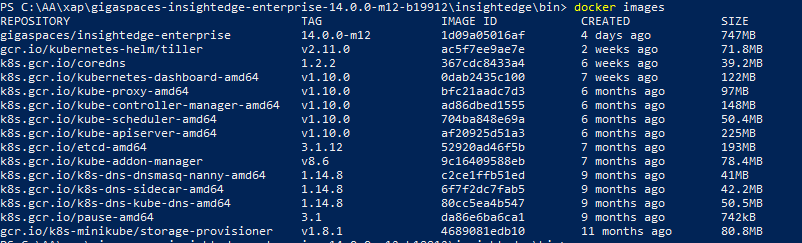 PS C:\AA\xap\gigaspaces-insightedge-enterprise-14.0.0-m12-b19912\insightedge\bin> docker images
REPOSITORY TAG IMAGE ID CREATED SIZE
gigaspaces/insightedge-enterprise 14.0.0-m12 1d09a05016af 4 days ago 747MB
gcr.io/kubernetes-helm/tiller v2.11.0 ac5f7ee9ae7e 2 weeks ago 71.8MB
k8s.gcr.io/coredns 1.2.2 367cdc8433a4 6 weeks ago 39.2MB
k8s.gcr.io/kubernetes-dashboard-amd64 v1.10.0 0dab2435c100 7 weeks ago 122MB
k8s.gcr.io/kube-proxy-amd64 v1.10.0 bfc21aadc7d3 6 months ago 97MB
k8s.gcr.io/kube-controller-manager-amd64 v1.10.0 ad86dbed1555 6 months ago 148MB
k8s.gcr.io/kube-scheduler-amd64 v1.10.0 704ba848e69a 6 months ago 50.4MB
k8s.gcr.io/kube-apiserver-amd64 v1.10.0 af20925d51a3 6 months ago 225MB
k8s.gcr.io/etcd-amd64 3.1.12 52920ad46f5b 7 months ago 193MB
k8s.gcr.io/kube-addon-manager v8.6 9c16409588eb 7 months ago 78.4MB
k8s.gcr.io/k8s-dns-dnsmasq-nanny-amd64 1.14.8 c2ce1ffb51ed 9 months ago 41MB
k8s.gcr.io/k8s-dns-sidecar-amd64 1.14.8 6f7f2dc7fab5 9 months ago 42.2MB
k8s.gcr.io/k8s-dns-kube-dns-amd64 1.14.8 80cc5ea4b547 9 months ago 50.5MB
k8s.gcr.io/pause-amd64 3.1 da86e6ba6ca1 9 months ago 742kB
gcr.io/k8s-minikube/storage-provisioner v1.8.1 4689081edb10 11 months ago 80.8MB